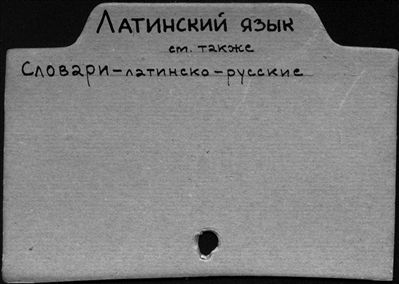 Латинский язык
см. также
Словари-латинско-русские